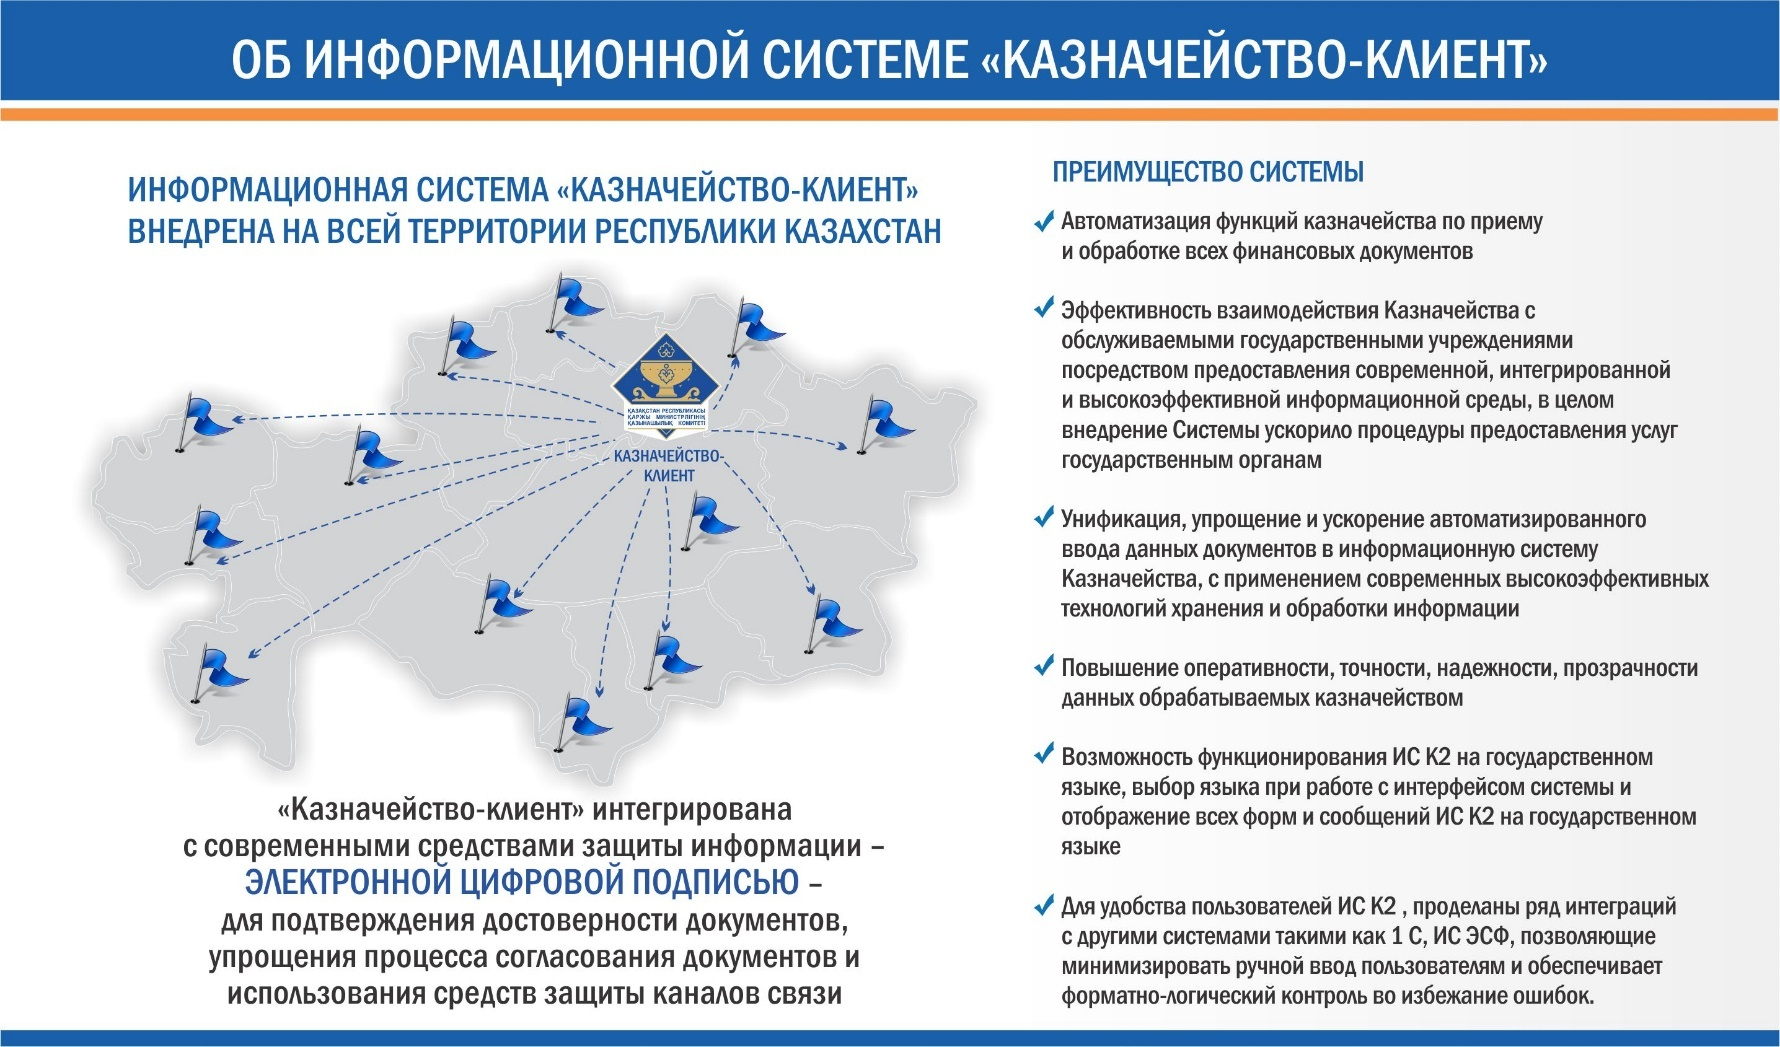 ОБ ИНФОРМАЦИОННОЙ СИСТЕМЕ «КАЗНАЧЕЙСТВО-КЛИЕНТ»
ИНФОРМАЦИОННАЯ СИСТЕМА «КАЗНАЧЕЙСТВО-КЛИЕНТ»
ВНЕДРЕНА НА ВСЕЙ ТЕРРИТОРИИ РЕСПУБЛИКИ КАЗАХСТАН
ҚАЗАҚСТАН РЕСПУБЛИКАСЫ
ҚАРЖЫ МИНИСТРЛІГІНІҢ
ҚАЗЫНАШЫЛЫҚ КОМИТЕТІ
КАЗНАЧЕЙСТВО-
КЛИЕНТ
«Казначейство-клиент» интегрирована
с современными средствами защиты информации –
ЭЛЕКТРОННОЙ ЦИФРОВОЙ ПОДПИСЬЮ –
для подтверждения достоверности документов,
упрощения процесса согласования документов и
использования средств защиты каналов связи
ПРЕИМУЩЕСТВО СИСТЕМЫ
Автоматизация функций казначейства по приему
и обработке всех финансовых документов
Эффективность взаимодействия Казначейства с
обслуживаемыми государственными учреждениями
посредством предоставления современной, интегрированной
и высокоэффективной информационной среды, в целом
внедрение Системы ускорило процедуры предоставления услуг
государственным органам
Унификация, упрощение и ускорение автоматизированного
ввода данных документов в информационную систему
Казначейства, с применением современных высокоэффективных
технологий хранения и обработки информации
Повышение оперативности, точности, надежности, прозрачности
данных обрабатываемых казначейством
Возможность функционирования ИС К2 на государственном
языке, выбор языка при работе с интерфейсом системы и
отображение всех форм и сообщений ИС К2 на государственном
языке
Для удобства пользователей ИС К2 , проделаны ряд интеграций
с другими системами такими как 1 С, ИС ЭСФ, позволяющие
минимизировать ручной ввод пользователям и обеспечивает
форматно-логический контроль во избежание ошибок.